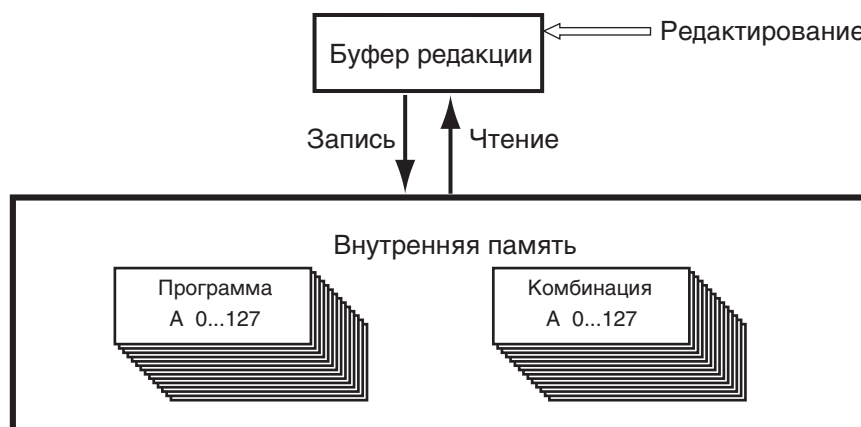 Редактирование
Буфер редакции
Запись
Чтение
Внутренняя память
Программа
A 0...127
Комбинация
A 0...127